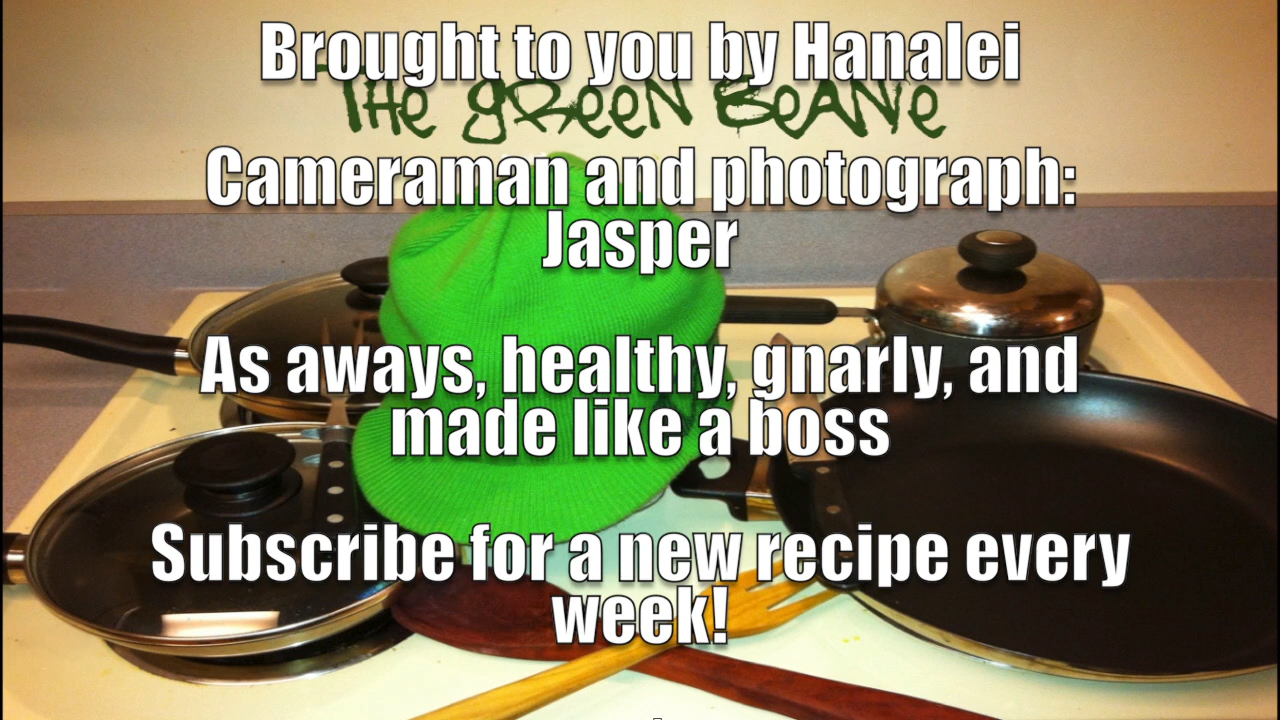 Brought to you by Hanalei
THe gReeN BeANie
Cameraman and photograph:
Jasper
As aways, healthy, gnarly, and
made like a boss
Subscribe for a new recipe every
week!